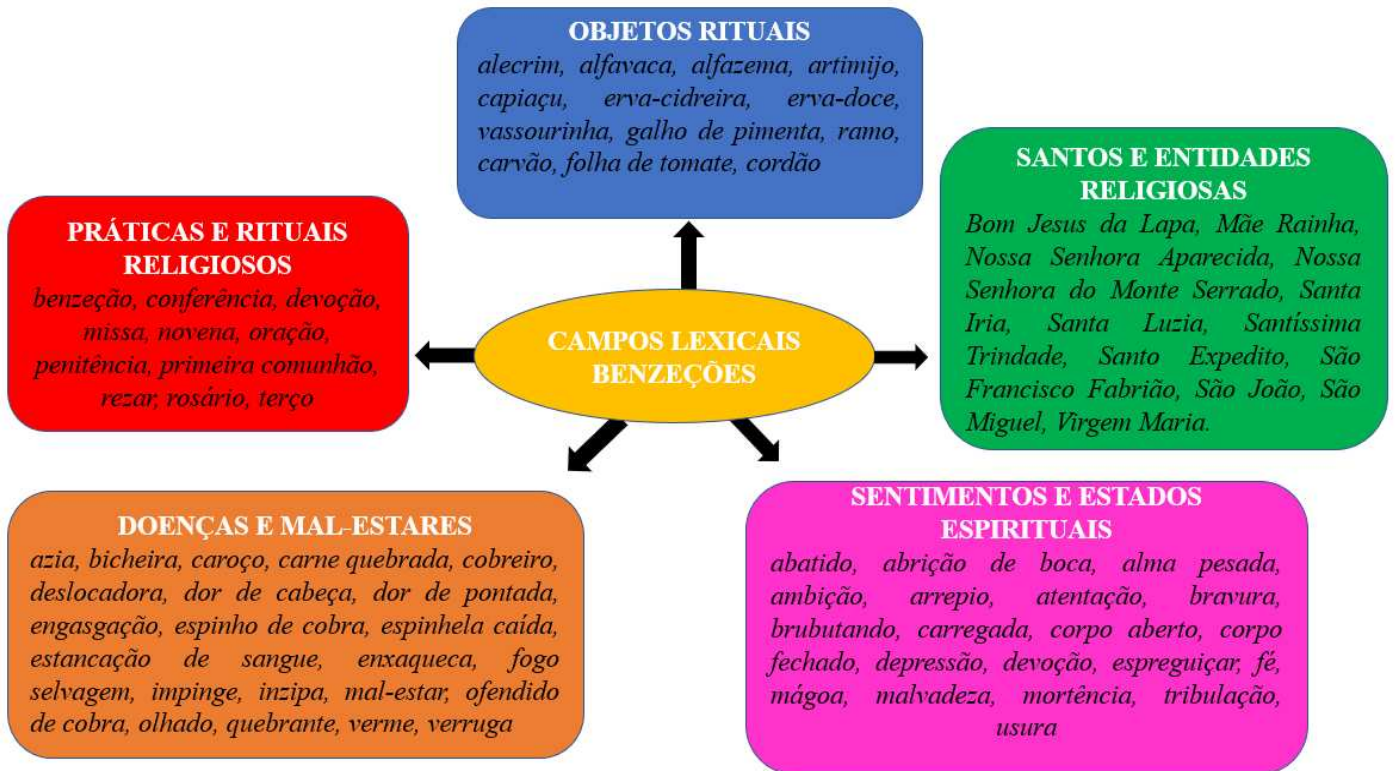 OBJETOS RITUAIS
alecrim, alfavaca, alfazema, artimijo,
capiaçu, erva-cidreira, erva-doce,
vassourinha, galho de pimenta, ramo,
carvão, folha de tomate, cordão
SANTOS E ENTIDADES
RELIGIOSAS
Bom Jesus da Lapa, Mãe Rainha,
Nossa Senhora Aparecida, Nossa
Senhora do Monte Serrado, Santa
Iria, Santa Luzia, Santíssima
Trindade, Santo Expedito, São
Francisco Fabrião, São João, São
Miguel, Virgem Maria.
PRÁTICAS E RITUAIS
RELIGIOSOS
benzeção, conferência, devoção,
missa, novena, oração,
penitência, primeira comunhão,
rezar, rosário, terço
CAMPOS LEXICAIS
BENZEÇÕES
DOENÇAS E MAL-ESTARES
azia, bicheira, caroço, carne quebrada, cobreiro,
deslocadora, dor de cabeça, dor de pontada,
engasgação, espinho de cobra, espinhela caída,
estancação de sangue, enxaqueca, fogo
selvagem, impinge, inzipa, mal-estar, ofendido
de cobra, olhado, quebrante, verme, verruga
SENTIMENTOS E ESTADOS
ESPIRITUAIS
abatido, abrição de boca, alma pesada,
ambição, arrepio, atentação, bravura,
brubutando, carregada, corpo aberto, corpo
fechado, depressão, devoção, espreguiçar, fé,
mágoa, malvadeza, mortência, tribulação,
usura